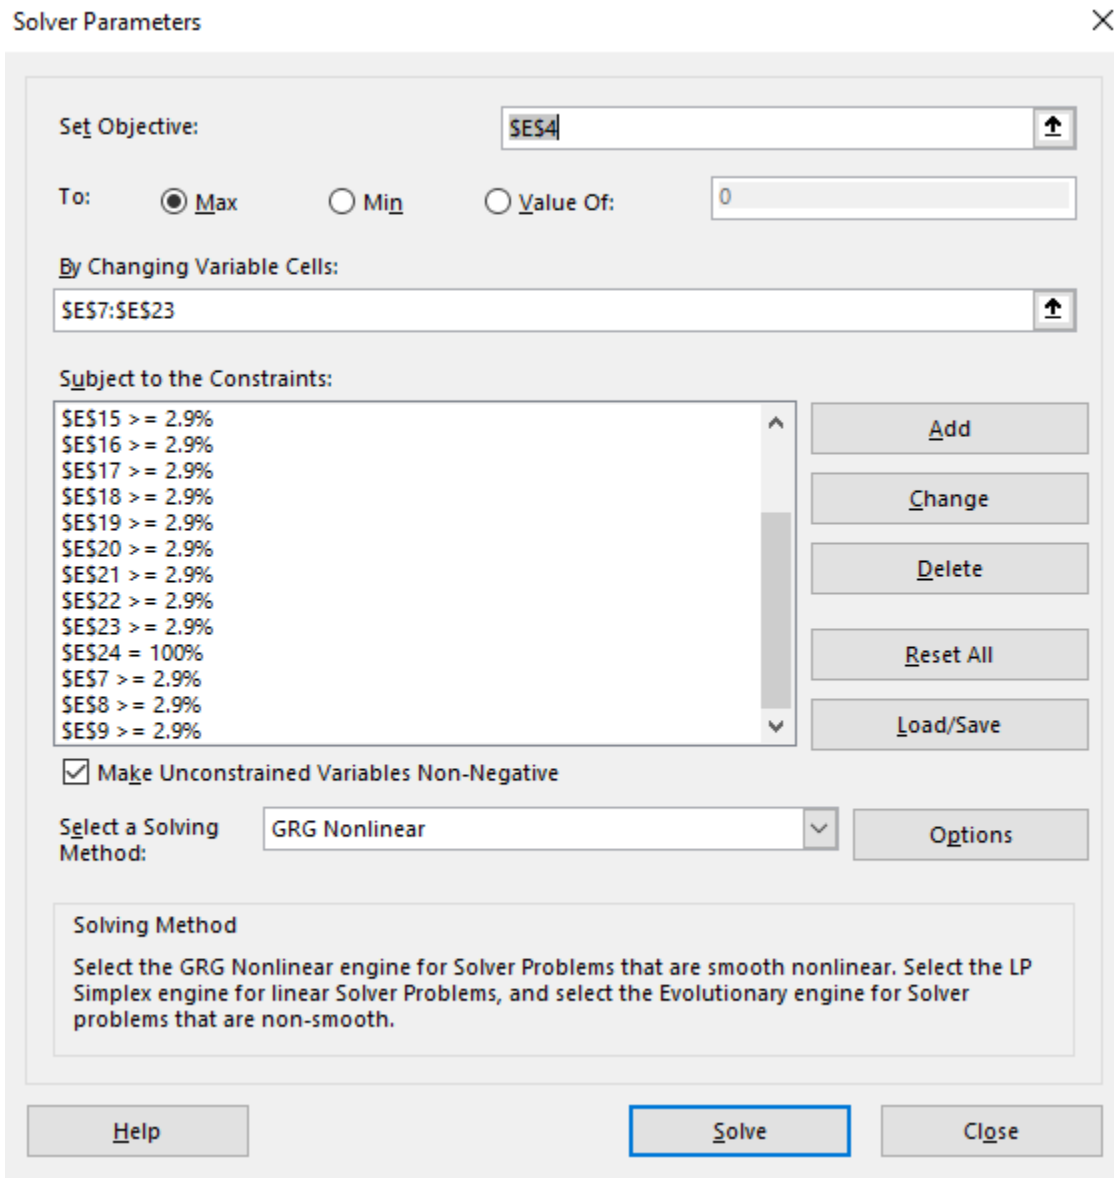 Solver Parameters
Set Objective:
$E$4
To:
Max
Min
Value Of:
0
By Changing Variable Cells:
$E$7:$E$23
Subject to the Constraints:
$E$15 >= 2.9%
$E$16 >= 2.9%
$E$17 >= 2.9%
$E$18 >= 2.9%
$E$19 >= 2.9%
$E$20 >= 2.9%
$E$21 >= 2.9%
$E$22 >= 2.9%
$E$23 >= 2.9%
$E$24 = 100%
$E$7 >= 2.9%
$E$8 >= 2.9%
$E$9 >= 2.9%
Add
Change
Delete
Reset All
Load/Save
Make Unconstrained Variables Non-Negative
Select a Solving
Method:
GRG Nonlinear
Options
Solving Method
Select the GRG Nonlinear engine for Solver Problems that are smooth nonlinear. Select the LP
Simplex engine for linear Solver Problems, and select the Evolutionary engine for Solver
problems that are non-smooth.
Help
Solve
Close